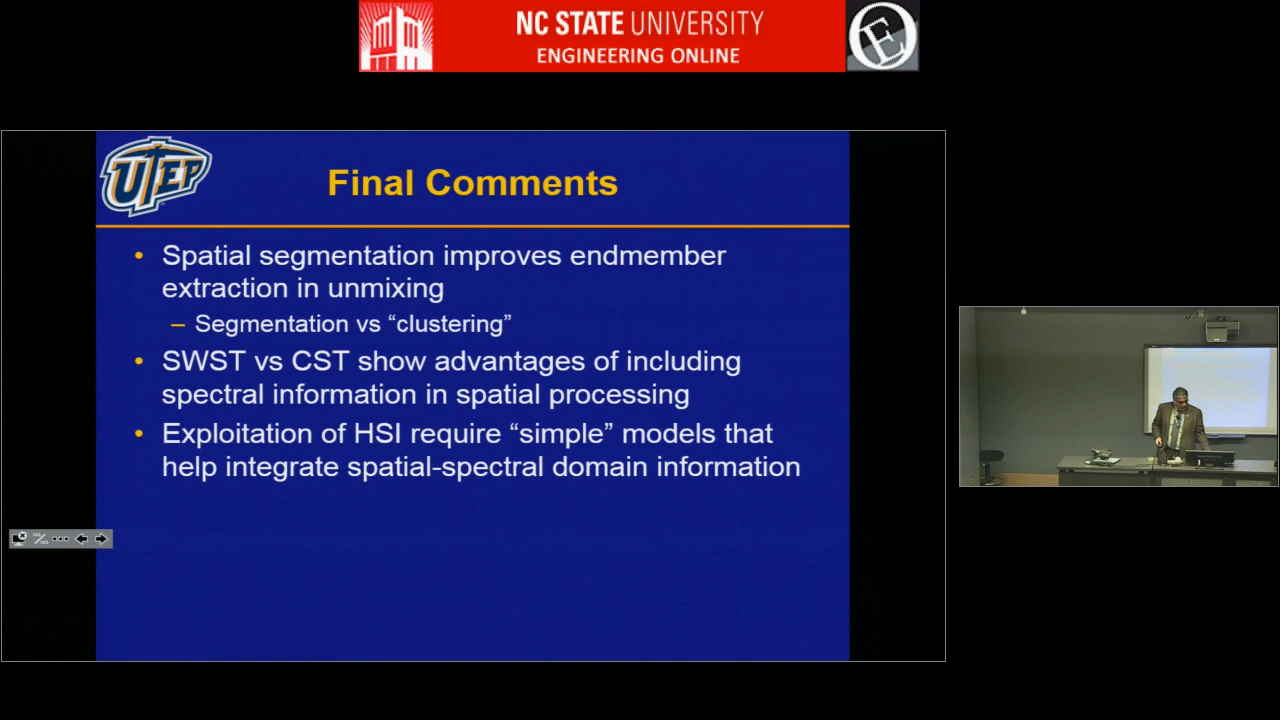 NC STATE UNIVERSITY
ENGINEERING ONLINE
OE
UTEP
Final Comments
• Spatial segmentation improves endmember
extraction in unmixing
– Segmentation vs “clustering”
• SWST vs CST show advantages of including
spectral information in spatial processing
• Exploitation of HSI require “simple” models that
help integrate spatial-spectral domain information